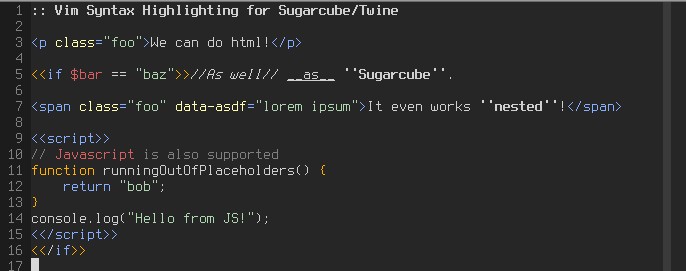 1 :: Vim Syntax Highlighting for Sugarcube/Twine
2
3 <p class="foo">We can do html!</p>
4
5 <<if $bar == "baz">>//As well// __as__ ''Sugarcube''.
6
7 <span class="foo" data-asdf="lorem ipsum">It even works ''nested''!</span>
8
9 <<script>>
10 // Javascript is also supported
11 function runningOutOfPlaceholders() {
12     return "bob";
13 }
14 console.log("Hello from JS!");
15 <</script>>
16 <</if>>
17